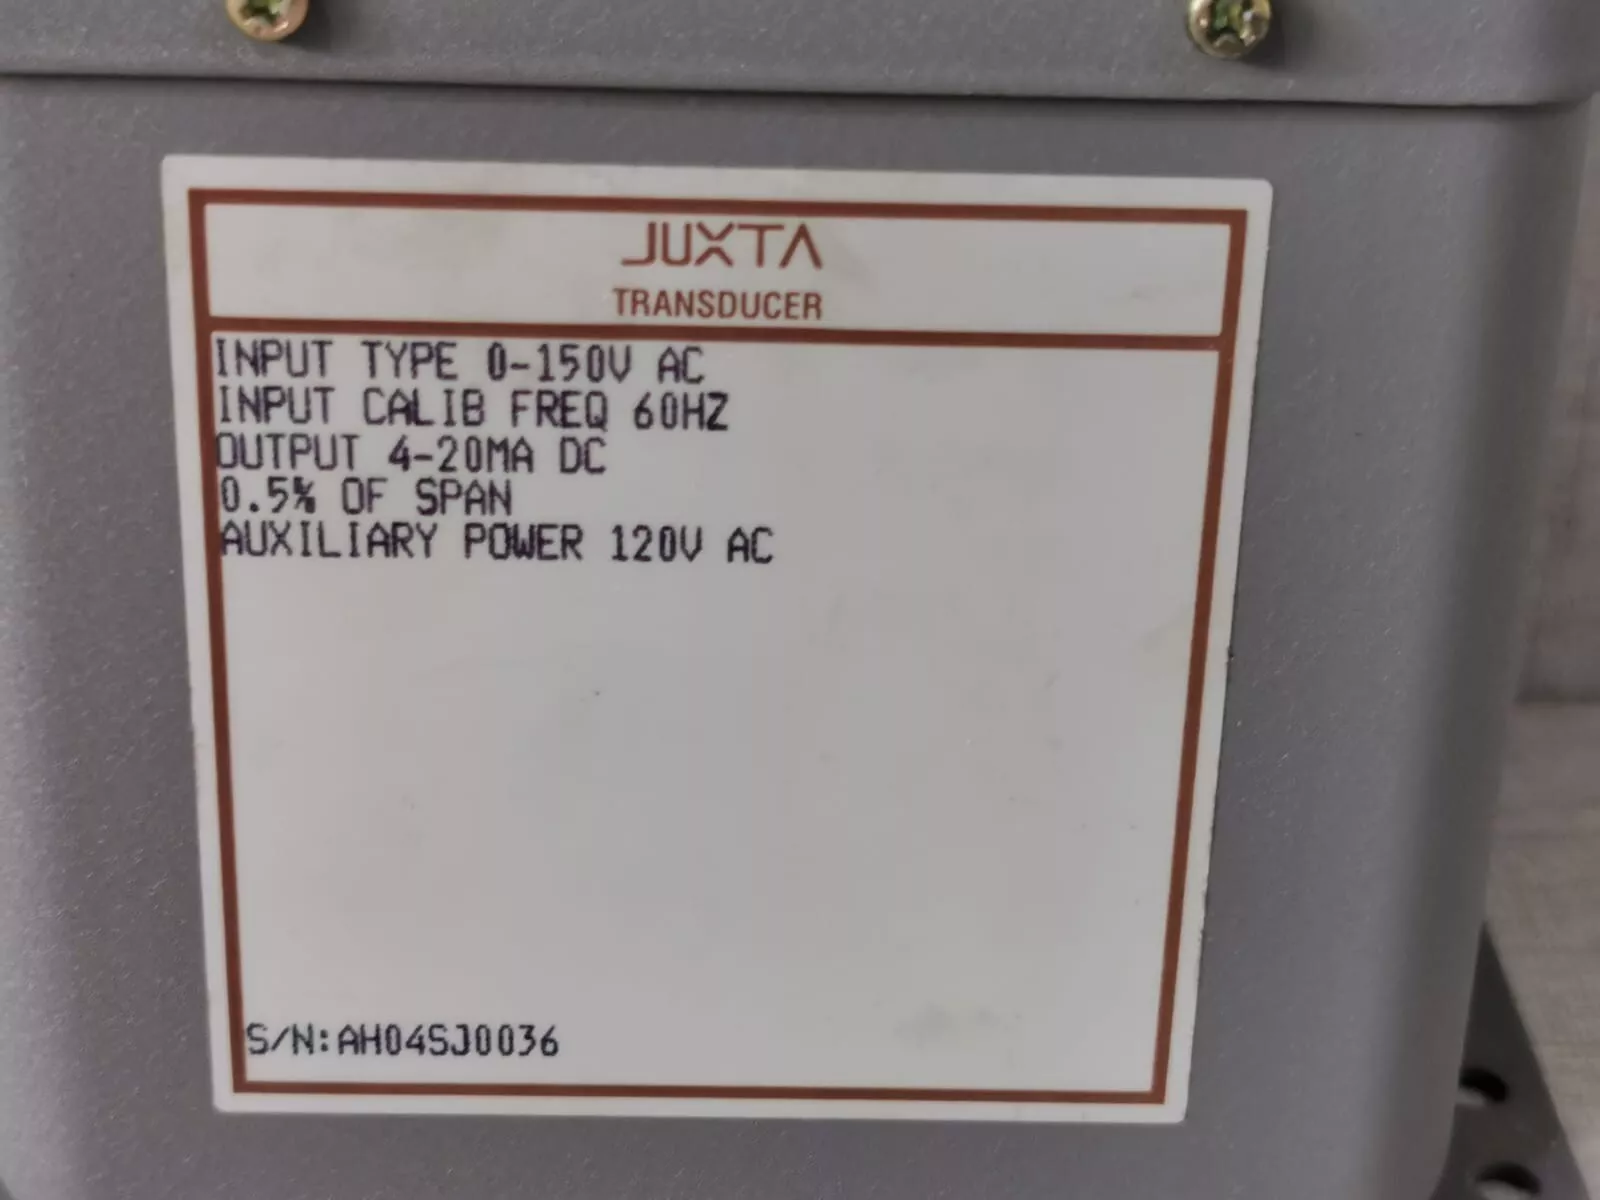 JUXTA
TRANSDUCER
INPUT TYPE 0-150V AC
INPUT CALIB FREQ 60HZ
OUTPUT 4-20MA DC
0.5% OF SPAN
AUXILIARY POWER 120V AC
S/N:AH04SJ0036